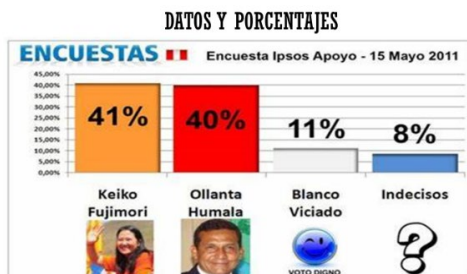 DATOS Y PORCENTAJES
ENCUESTAS Encuesta Ipsos Apoyo - 15 Mayo 2011
45,00%
40,00%
35,00%
30,00%
25,00%
20,00%
15,00%
10,00%
5,00%
0,00%
41% 40% 11% 8%
Keiko Ollanta Blanco Indecisos
Fujimori Humala Viciado
VOTO DIGNO
?